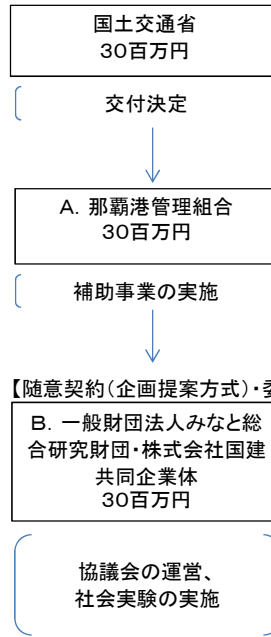 国土交通省
30百万円
交付決定
A. 那覇港管理組合
30百万円
補助事業の実施
【随意契約(企画提案方式)・委
B. 一般財団法人みなと総
合研究財団・株式会社国建
共同企業体
30百万円
協議会の運営、
社会実験の実施